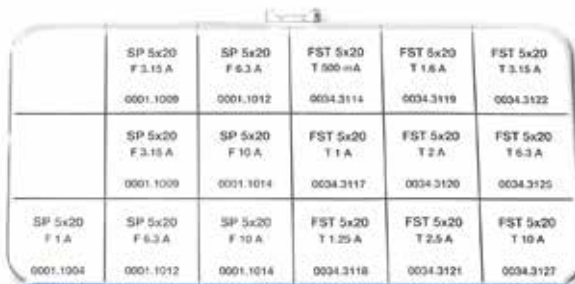 SP 5x20 SP 5x20 FST 5x20 FST 5x20 FST 5x20
F 3.15 A F 6.3 A T 500 mA T 1.6 A T 3.15 A
0001.1009 0001.1012 0034.3114 0034.3119 0034.3122
SP 5x20 SP 5x20 FST 5x20 FST 5x20 FST 5x20
F 3.15 A F 10 A T 1 A T 2 A T 6.3 A
0001.1009 0001.1014 0034.3117 0034.3120 0034.3125
SP 5x20 SP 5x20 SP 5x20 FST 5x20 FST 5x20 FST 5x20
F 1 A F 6.3 A F 10 A T 1.25 A T 2.5 A T 10 A
0001.1004 0001.1012 0001.1014 0034.3118 0034.3121 0034.3127